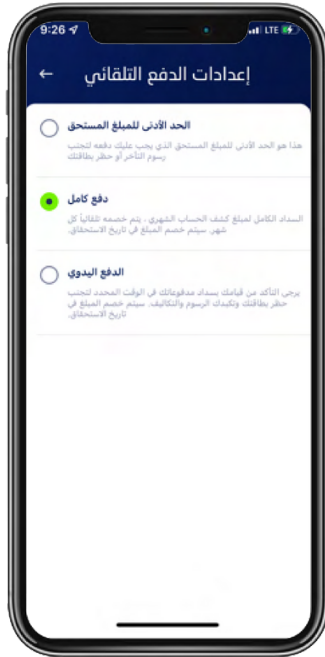 9:26
LTE
إعدادات الدفع التلقائي
الحد الأدنى للمبلغ المستحق
هذا هو الحد الأدنى للمبلغ المستحق الذي يجب عليك دفعه لتجنب
رسوم التأخر أو حظر بطاقتك
دفع كامل
السداد الكامل لمبلغ كشف الحساب الشهري ، يتم خصمه تلقائياً كل
شهر. سيتم خصم المبلغ في تاريخ الاستحقاق.
الدفع اليدوي
يرجى التأكد من قيامك بسداد مدفوعاتك في الوقت المحدد لتجنب
حظر بطاقتك وتكبدك الرسوم والتكاليف. سيتم خصم المبلغ في
تاريخ الاستحقاق.